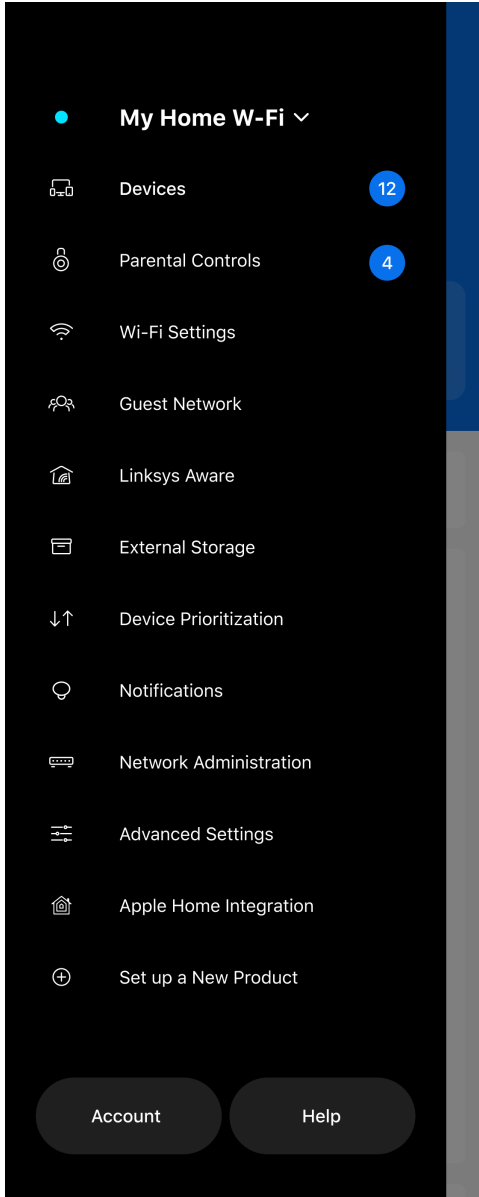 My Home W-Fi
Devices 12
Parental Controls 4
Wi-Fi Settings
Guest Network
Linksys Aware
External Storage
Device Prioritization
Notifications
Network Administration
Advanced Settings
Apple Home Integration
Set up a New Product
Account Help